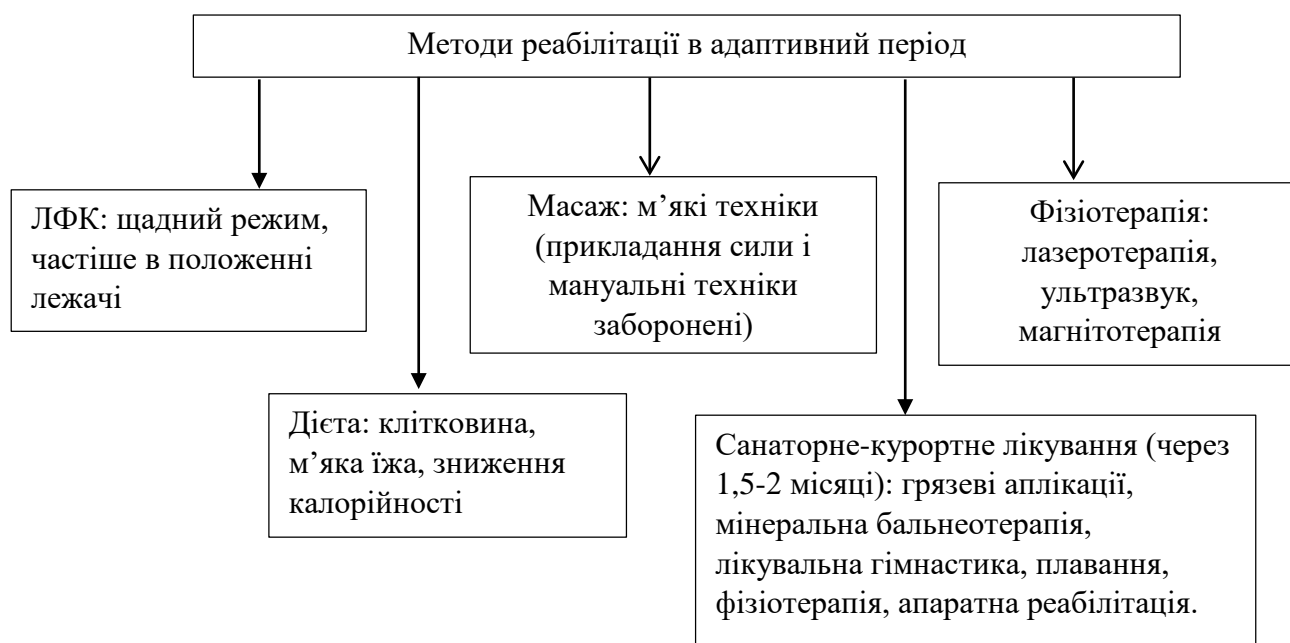 Методи реабілітації в адаптивний період
ЛФК: щадний режим,
частіше в положенні
лежачі
Масаж: м’які техніки
(прикладання сили і
мануальні техніки
заборонені)
Фізіотерапія:
лазеротерапія,
ультразвук,
магнітотерапія
Дієта: клітковина,
м’яка їжа, зниження
калорійності
Санаторне-курортне лікування (через
1,5-2 місяці): грязеві аплікації,
мінеральна бальнеотерапія,
лікувальна гімнастика, плавання,
фізіотерапія, апаратна реабілітація.